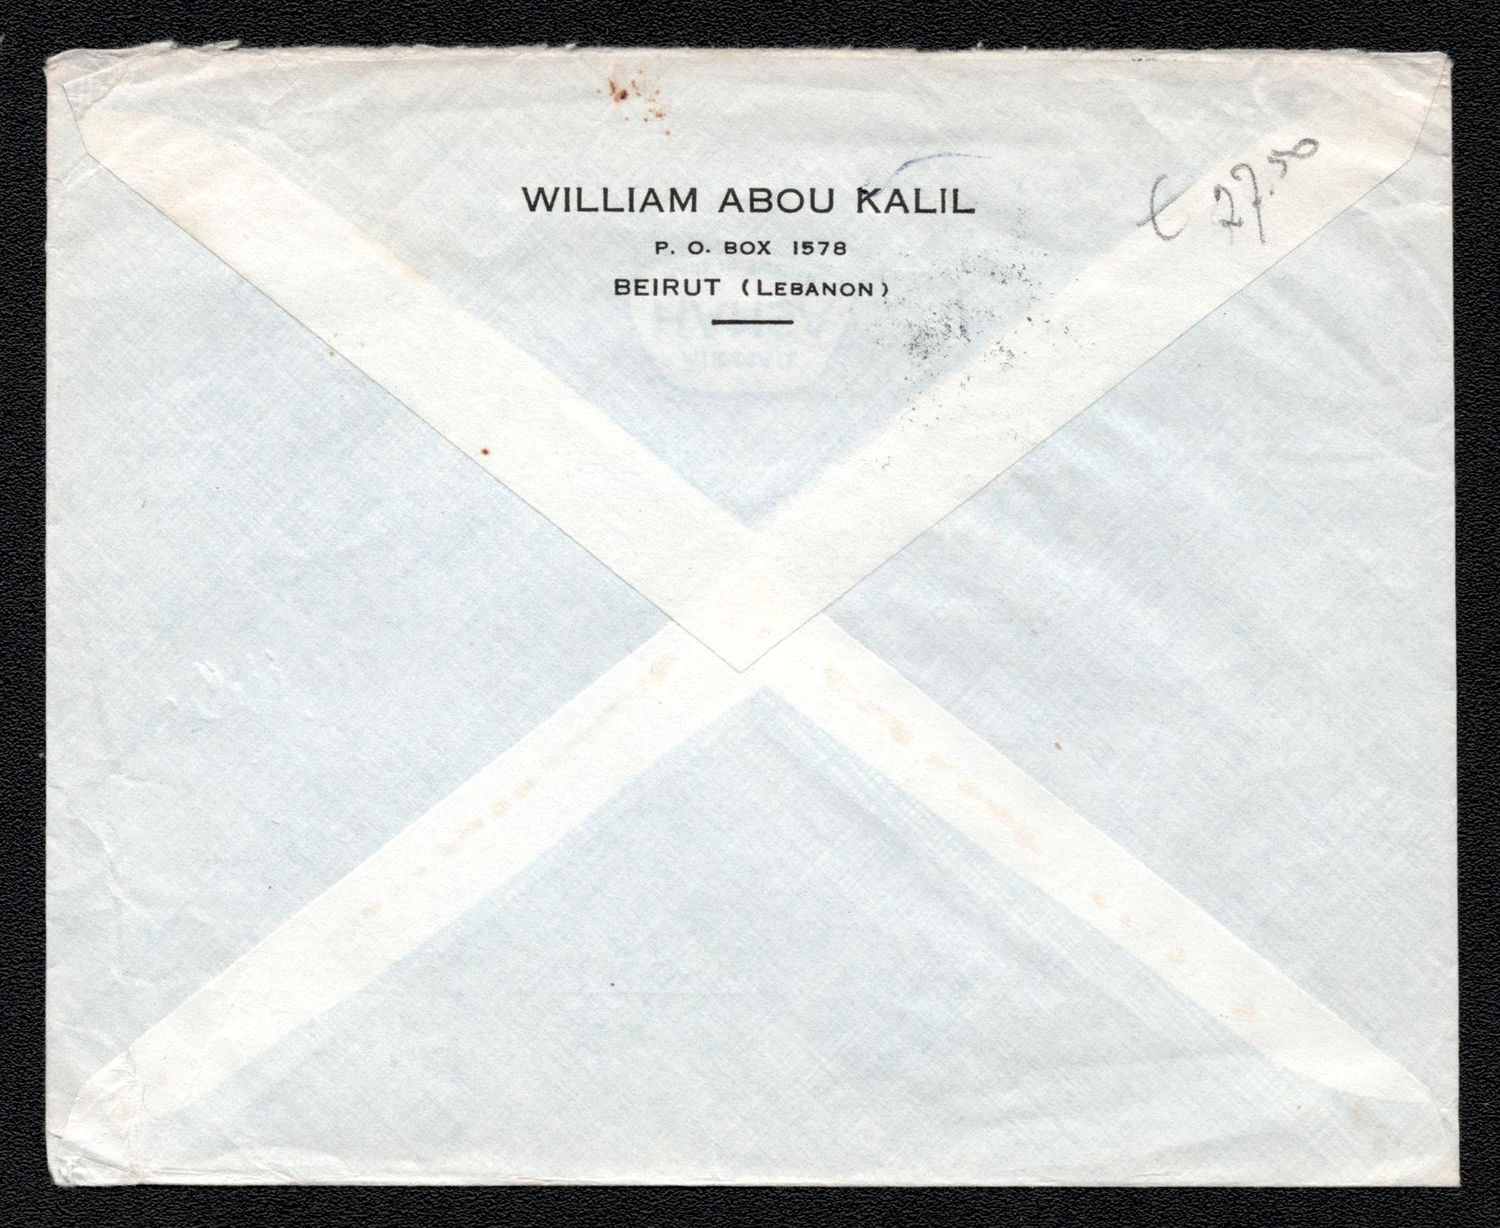 WILLIAM ABOU KALIL
P. O. BOX 1578
BEIRUT (LEBANON)
€ 27.50